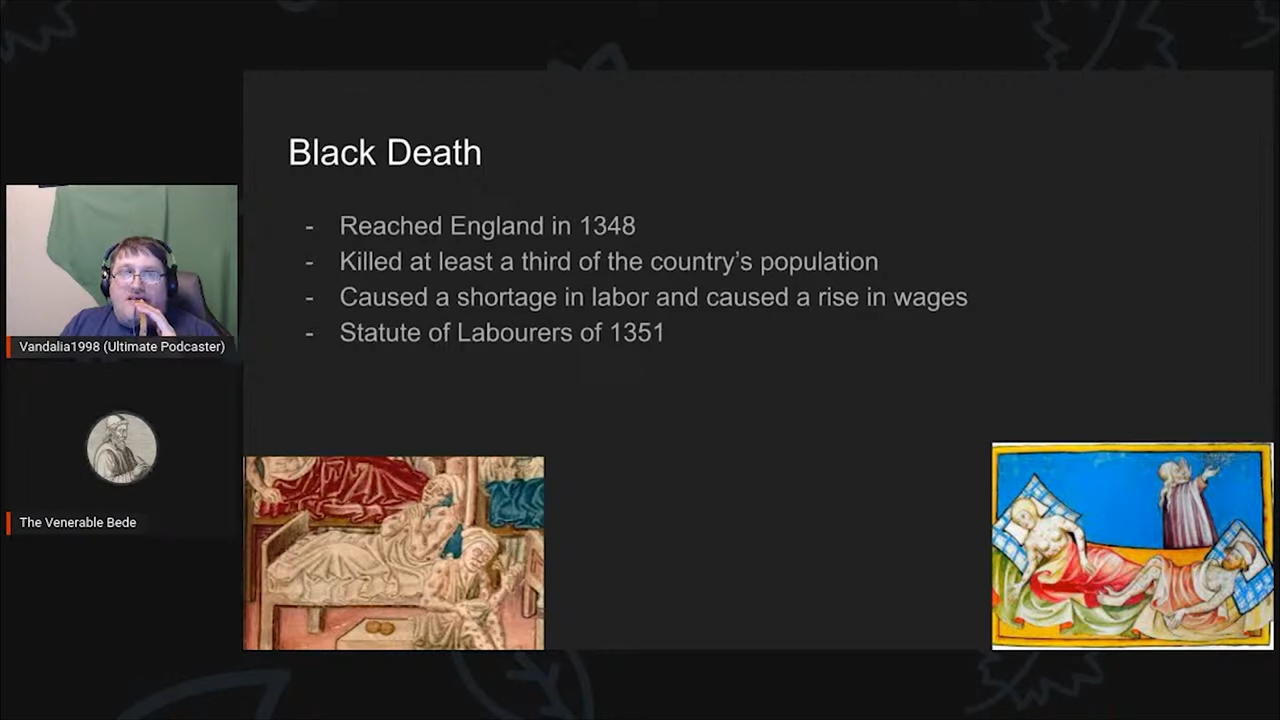 Black Death
- Reached England in 1348
- Killed at least a third of the country’s population
- Caused a shortage in labor and caused a rise in wages
- Statute of Labourers of 1351
Vandalia1998 (Ultimate Podcaster)
The Venerable Bede